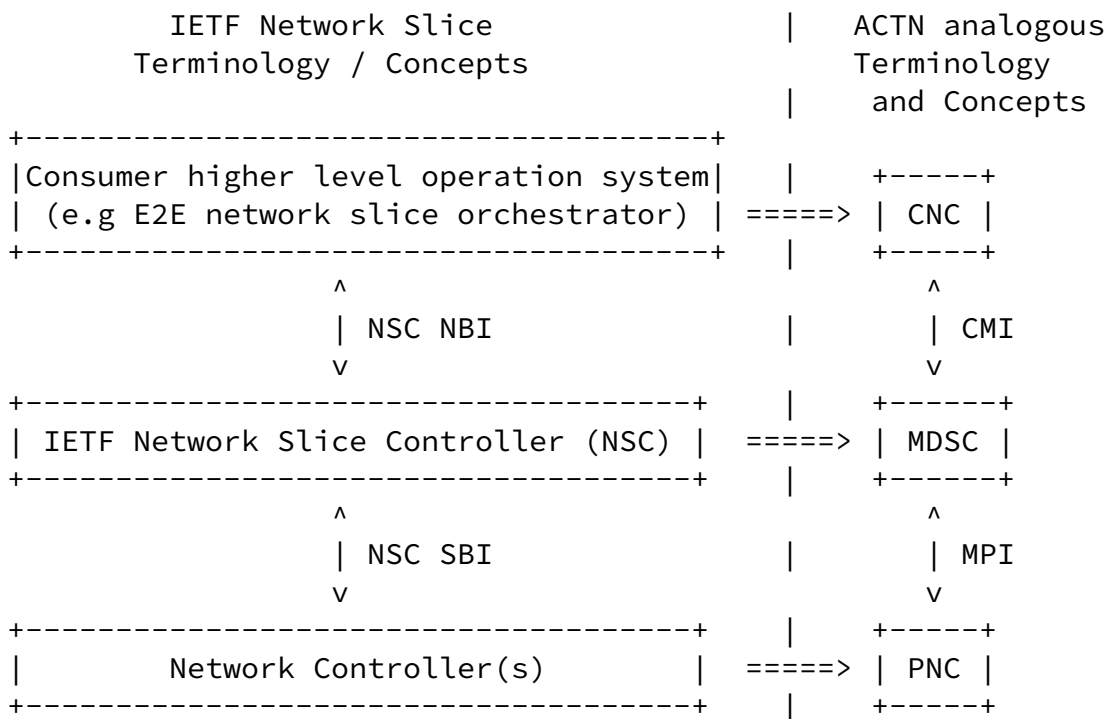 IETF Network Slice | ACTN analogous
Terminology / Concepts Terminology
| and Concepts
+--------------------------------------+
|Consumer higher level operation system| | +-----+
| (e.g E2E network slice orchestrator) | =====> | CNC |
+--------------------------------------+ | +-----+
^ ^
| NSC NBI | | CMI
v v
+-------------------------------------+ | +------+
| IETF Network Slice Controller (NSC) | =====> | MDSC |
+-------------------------------------+ | +------+
^ ^
| NSC SBI | | MPI
v v
+-------------------------------------+ | +-----+
| Network Controller(s) | =====> | PNC |
+-------------------------------------+ | +-----+